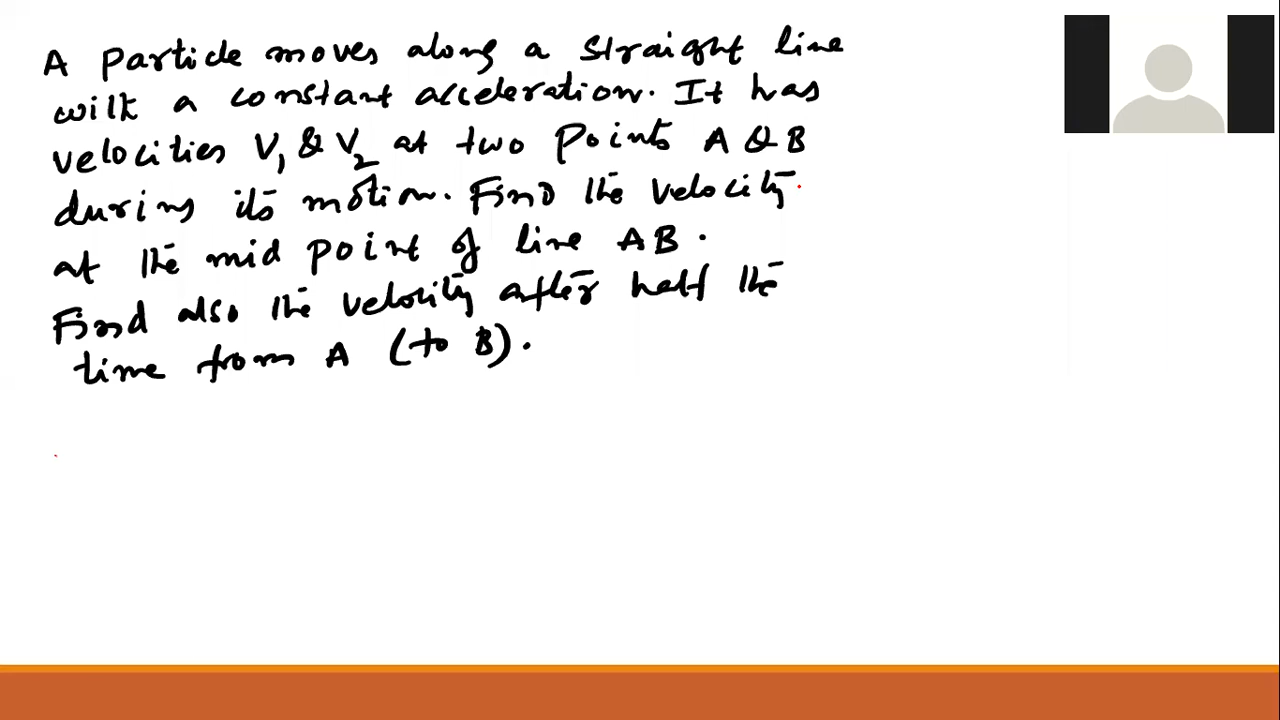 A particle moves along a straight line
with a constant acceleration. It has
velocities V₁ & V₂ at two points A & B
during its motion. Find the velocity
at the mid point of line AB.
Find also the velocity after half the
time from A (to B).